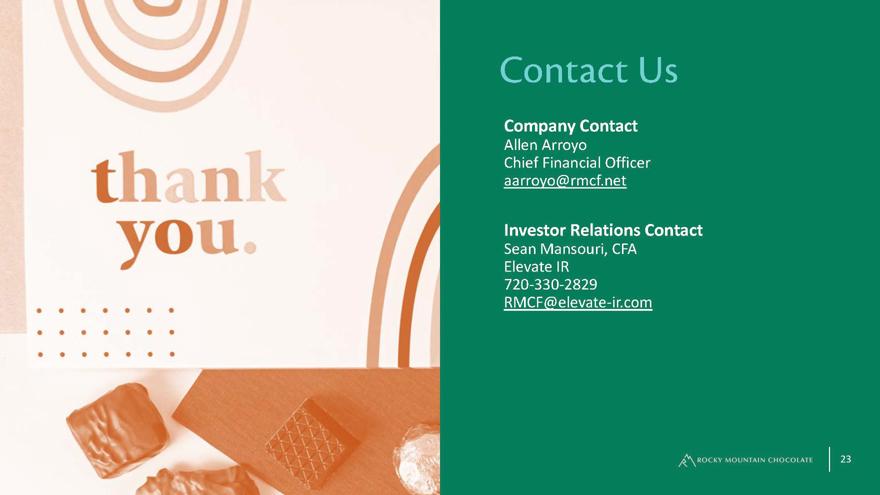 thank
you.
Contact Us
Company Contact
Allen Arroyo
Chief Financial Officer
aarroyo@rmcf.net
Investor Relations Contact
Sean Mansouri, CFA
Elevate IR
720-330-2829
RMCF@elevate-ir.com
ROCKY MOUNTAIN CHOCOLATE
23